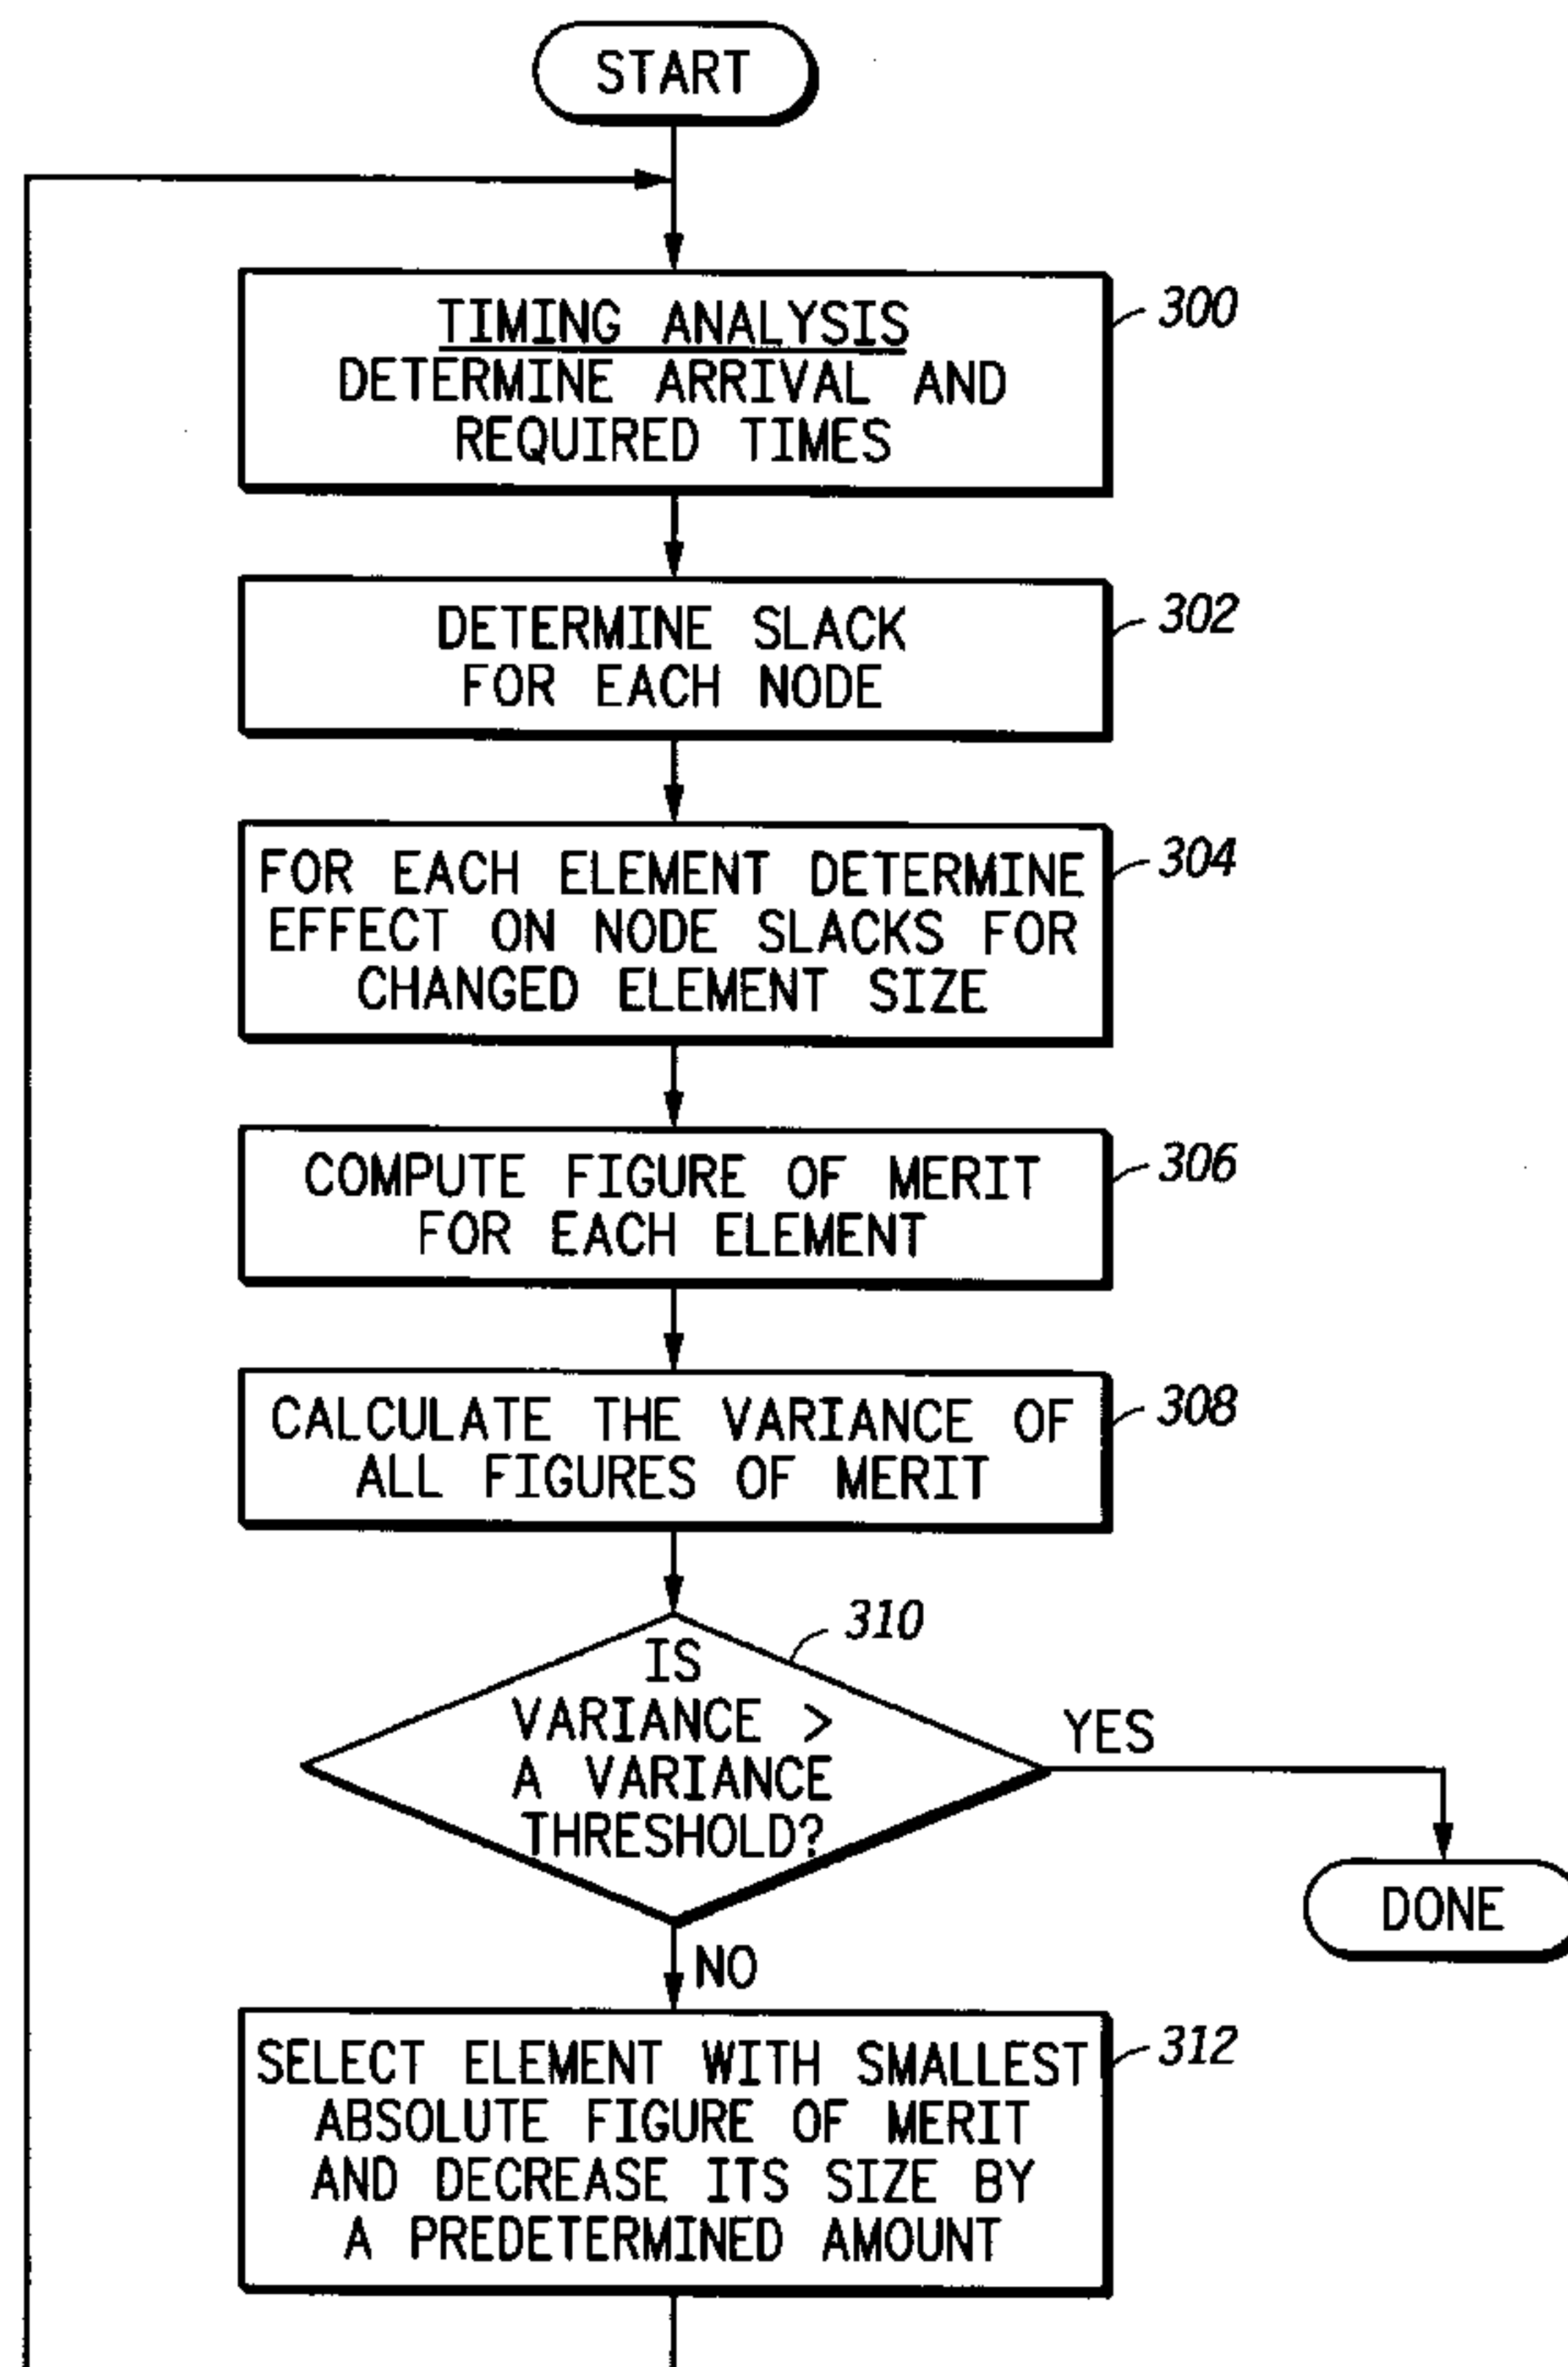 START
TIMING ANALYSIS
DETERMINE ARRIVAL AND
REQUIRED TIMES
300
DETERMINE SLACK
FOR EACH NODE
302
FOR EACH ELEMENT DETERMINE
EFFECT ON NODE SLACKS FOR
CHANGED ELEMENT SIZE
304
COMPUTE FIGURE OF MERIT
FOR EACH ELEMENT
306
CALCULATE THE VARIANCE OF
ALL FIGURES OF MERIT
308
310
IS
VARIANCE >
A VARIANCE
THRESHOLD?
YES
DONE
NO
SELECT ELEMENT WITH SMALLEST
ABSOLUTE FIGURE OF MERIT
AND DECREASE ITS SIZE BY
A PREDETERMINED AMOUNT
312